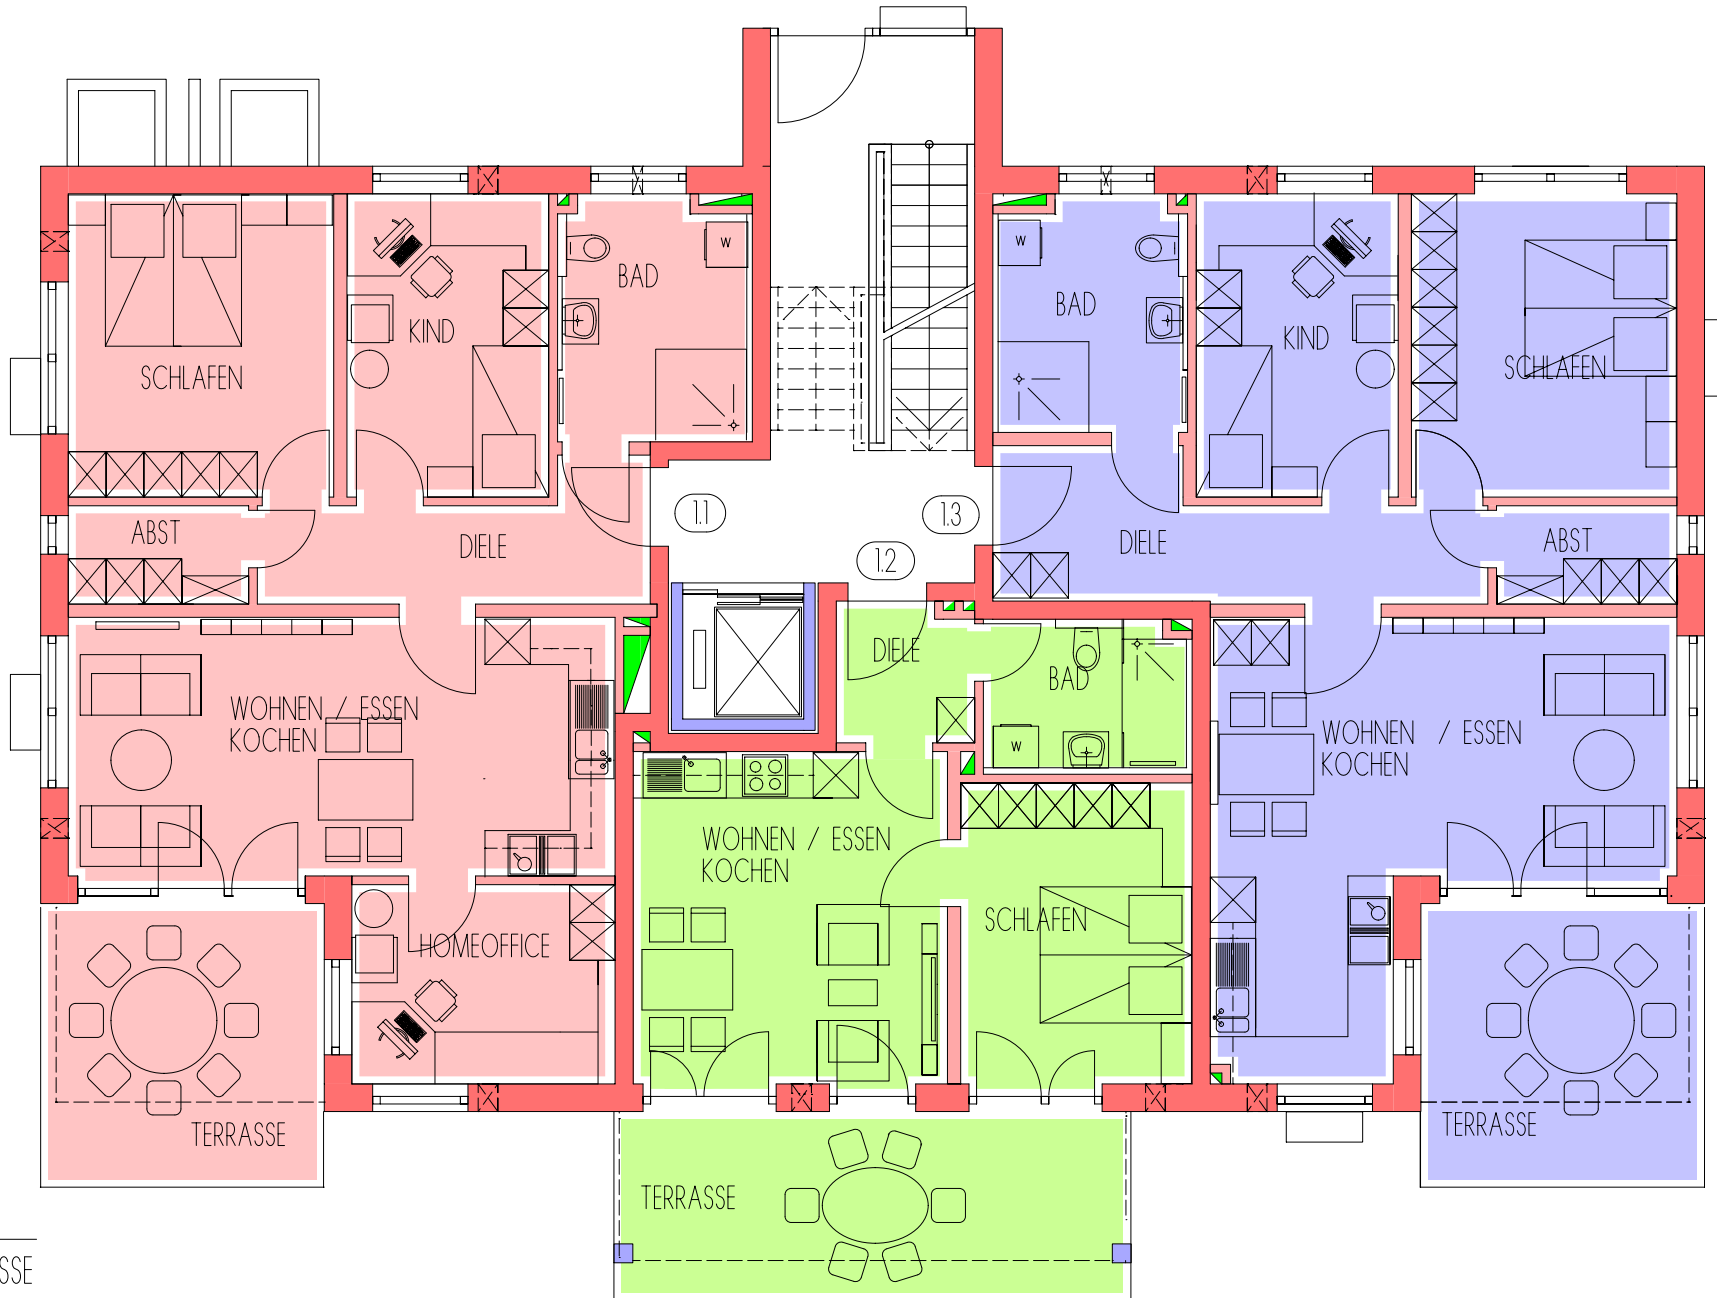 W
BAD
KIND
SCHLAFEN
W
BAD
KIND
SCHLAFEN
1.1
1.3
1.2
ABST
DIELE
DIELE
ABST
DIELE
BAD
W
WOHNEN / ESSEN
KOCHEN
WOHNEN / ESSEN
KOCHEN
WOHNEN / ESSEN
KOCHEN
HOMEOFFICE
SCHLAFEN
TERRASSE
TERRASSE
TERRASSE
SSE